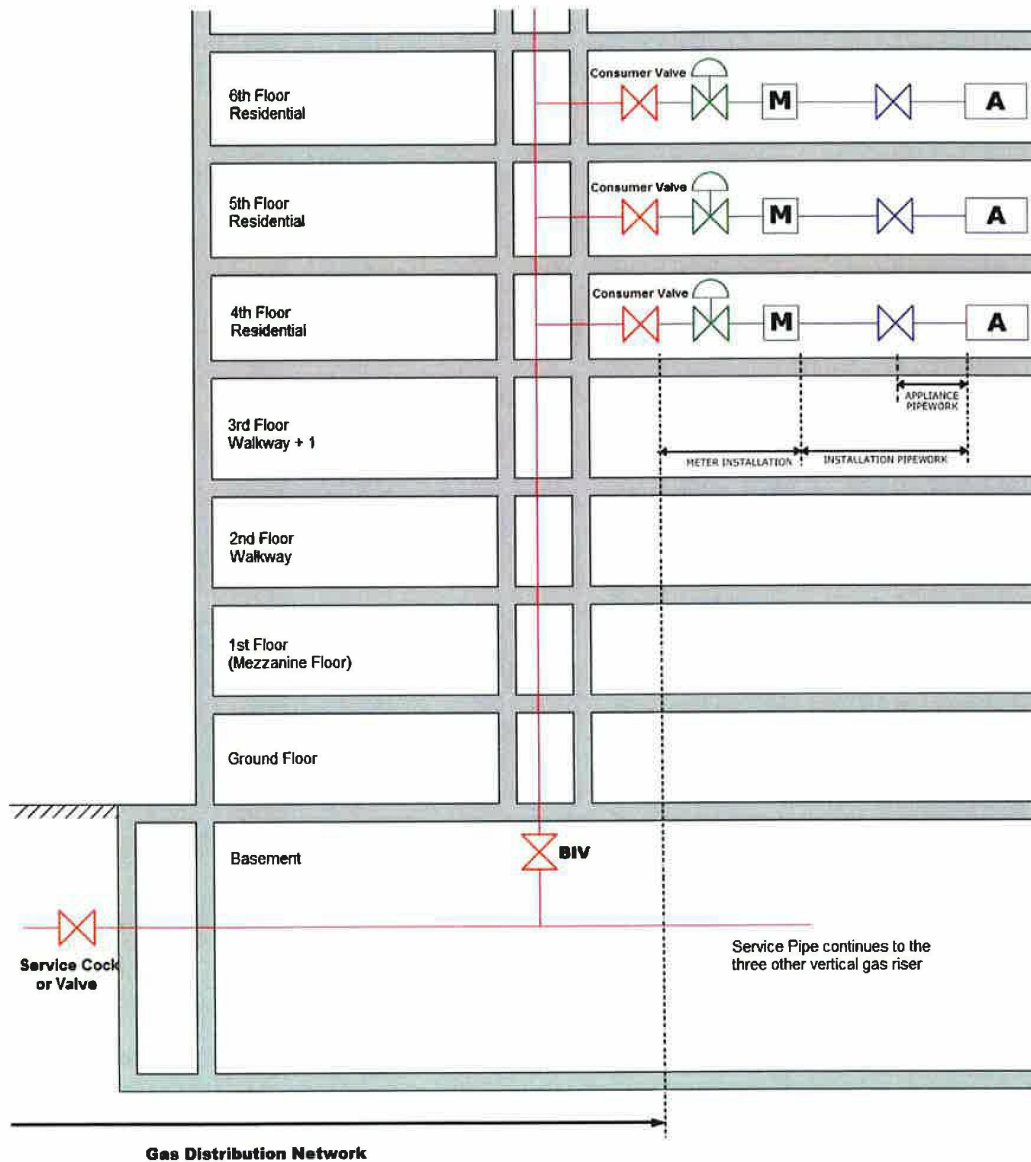 6th Floor
Residential
Consumer Valve
M
A
5th Floor
Residential
Consumer Valve
M
A
4th Floor
Residential
Consumer Valve
M
A
APPLIANCE
PIPEWORK
3rd Floor
Walkway + 1
METER INSTALLATION
INSTALLATION PIPEWORK
2nd Floor
Walkway
1st Floor
(Mezzanine Floor)
Ground Floor
Basement
BIV
Service Cock
or Valve
Service Pipe continues to the
three other vertical gas riser
Gas Distribution Network